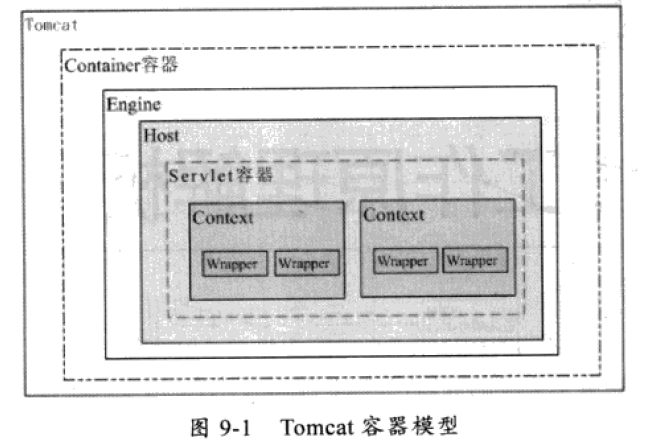 Tomcat
Container容器
Engine
Host
Servlet容器
Context
Context
Wrapper
Wrapper
Wrapper
Wrapper
图 9-1 Tomcat 容器模型